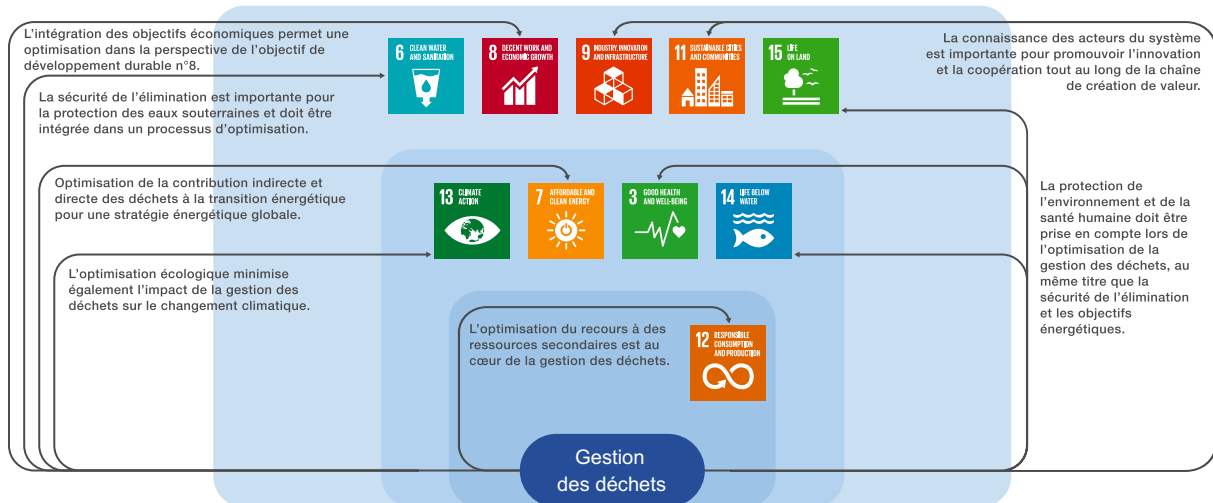 L'intégration des objectifs économiques permet une
optimisation dans la perspective de l'objectif de
développement durable n°8.
La sécurité de l'élimination est importante pour
la protection des eaux souterraines et doit être
intégrée dans un processus d'optimisation.
6 CLEAN WATER
AND SANITATION
8 DECENT WORK AND
ECONOMIC GROWTH
9 INDUSTRY, INNOVATION
AND INFRASTRUCTURE
11 SUSTAINABLE CITIES
AND COMMUNITIES
15 LIFE
ON LAND
La connaissance des acteurs du système
est importante pour promouvoir l'innovation
et la coopération tout au long de la chaîne
de création de valeur.
Optimisation de la contribution indirecte et
directe des déchets à la transition énergétique
pour une stratégie énergétique globale.
L'optimisation écologique minimise
également l'impact de la gestion des
déchets sur le changement climatique.
13 CLIMATE
ACTION
7 AFFORDABLE AND
CLEAN ENERGY
3 GOOD HEALTH
AND WELL-BEING
14 LIFE BELOW
WATER
La protection de
l'environnement et de la
santé humaine doit être
prise en compte lors de
l'optimisation de la
gestion des déchets, au
même titre que la
sécurité de l'élimination
et les objectifs
énergétiques.
L'optimisation du recours à des
ressources secondaires est au
cœur de la gestion des déchets.
12 RESPONSIBLE
CONSUMPTION
AND PRODUCTION
Gestion
des déchets